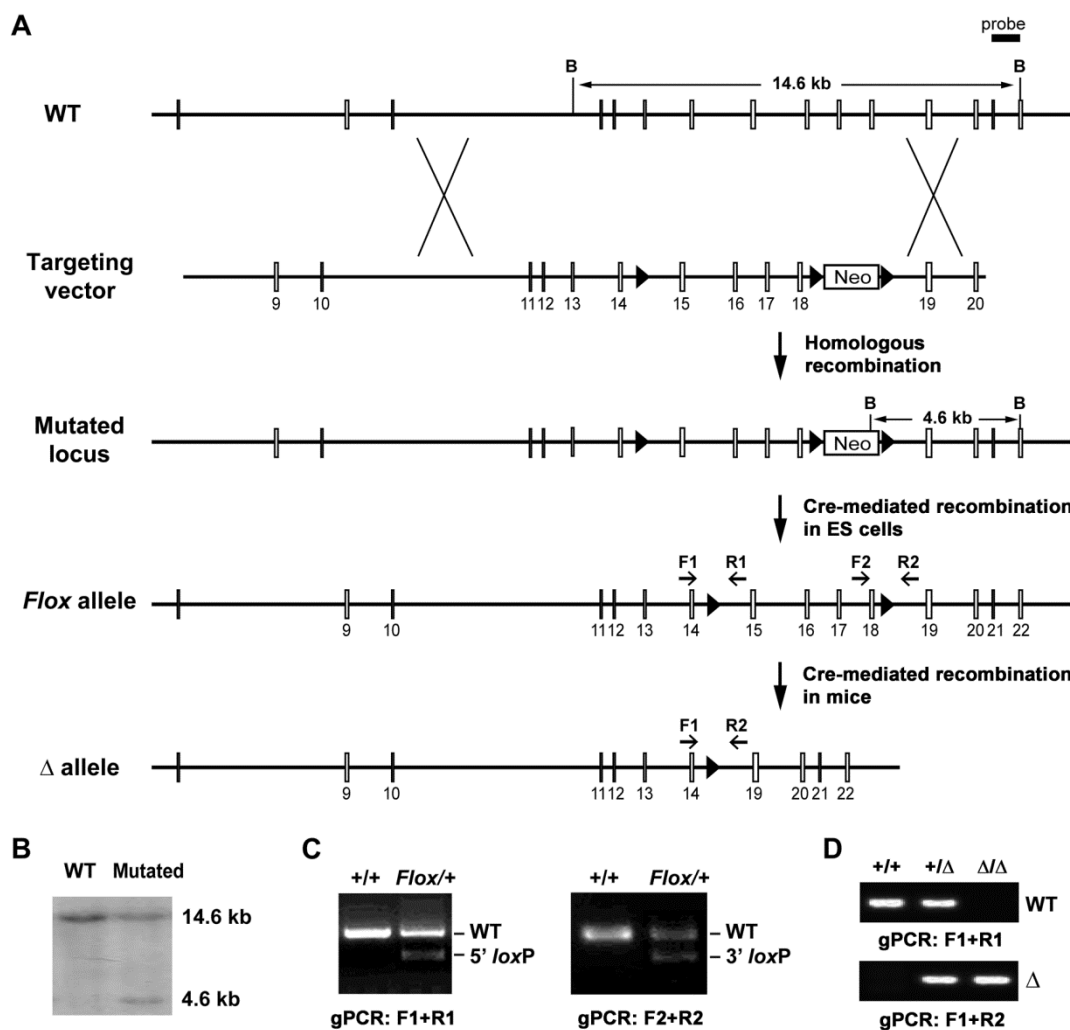 A
probe
B 14.6 kb B
WT
Targeting
vector
Neo
9 10 11 12 13 14 15 16 17 18 19 20
Homologous
recombination
B 4.6 kb B
Mutated
locus
Neo
Cre-mediated recombination
in ES cells
F1 R1 F2 R2
Flox allele
9 10 11 12 13 14 15 16 17 18 19 20 21 22
Cre-mediated recombination
in mice
F1 R2
Δ allele
9 10 11 12 13 14 19 20 21 22
B
WT Mutated
14.6 kb
4.6 kb
C
+/+ Flox/+
WT
5' loxP
gPCR: F1+R1
+/+ Flox/+
WT
3' loxP
gPCR: F2+R2
D
+/+ +/Δ Δ/Δ
WT
gPCR: F1+R1
Δ
gPCR: F1+R2